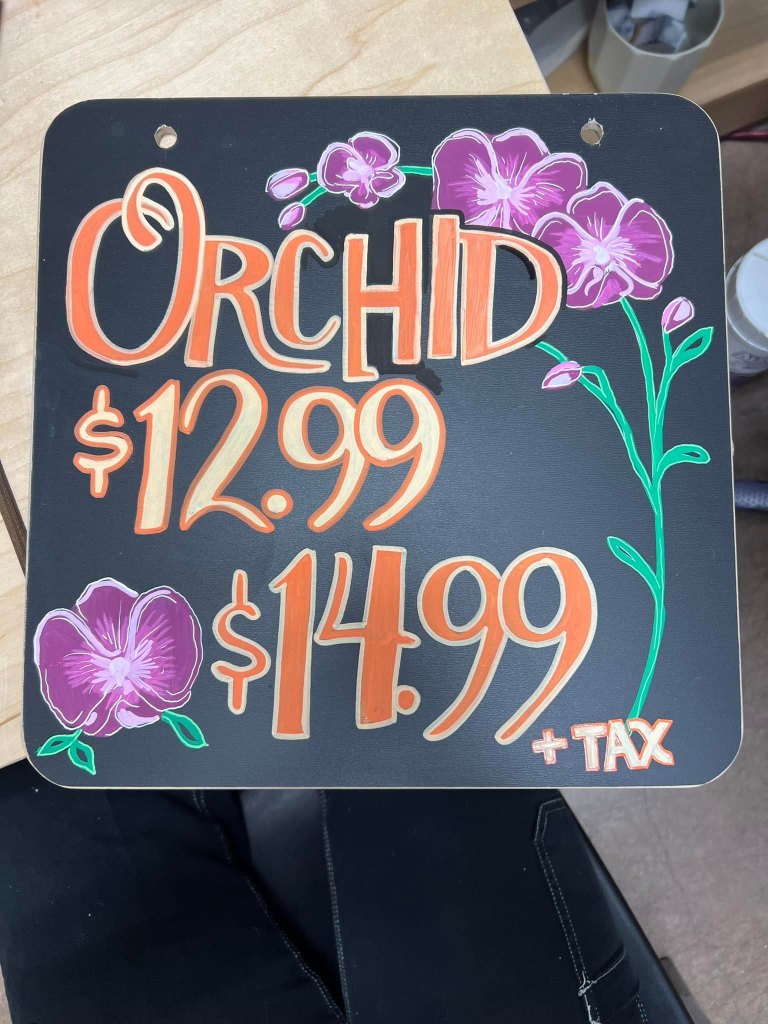 ORCHID
$12.99
$14.99
+ TAX